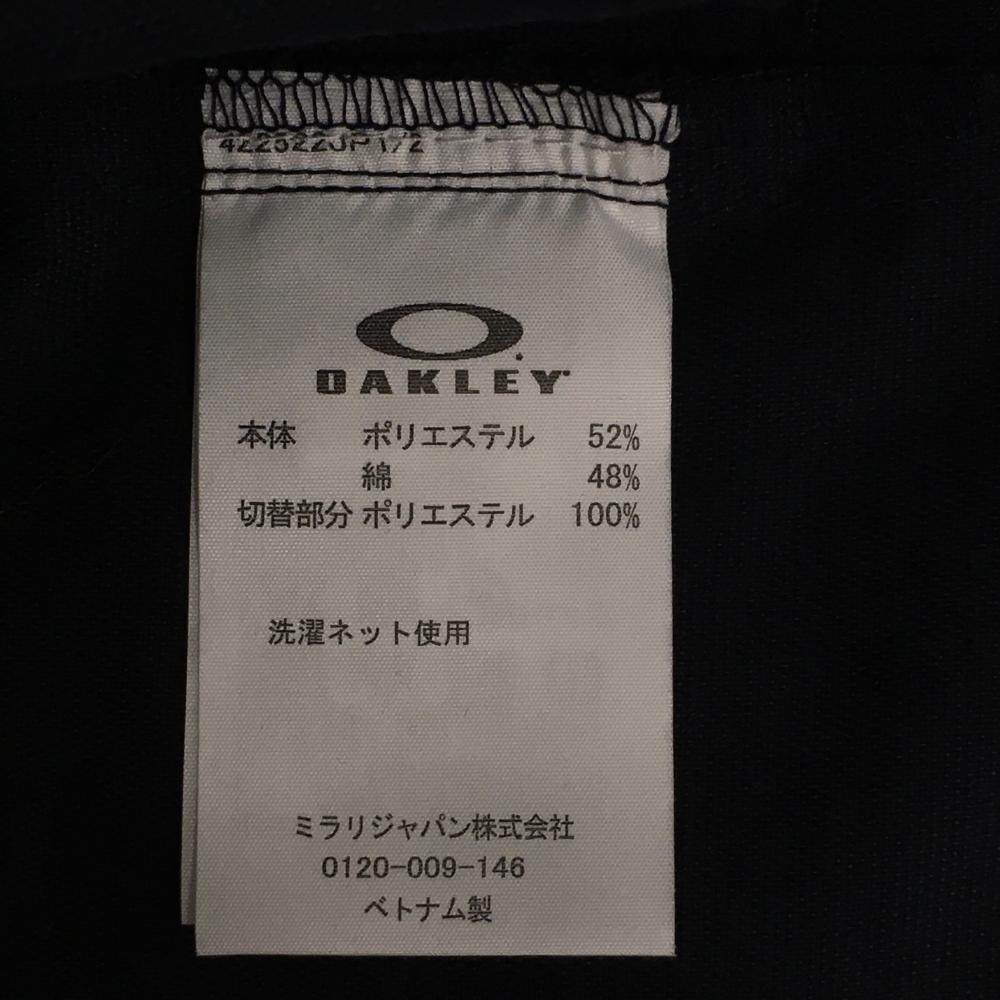 OAKLEY
本体 ポリエステル 52%
綿 48%
切替部分 ポリエステル 100%
洗濯ネット使用
ミラリジャパン株式会社
0120-009-146
ベトナム製